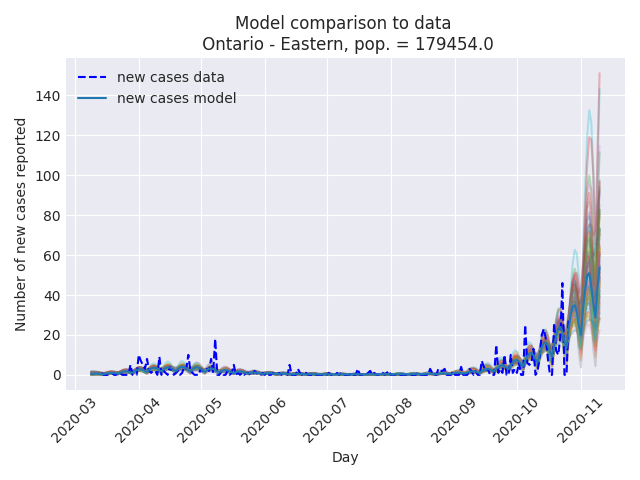 Model comparison to data
Ontario - Eastern, pop. = 179454.0
new cases data
new cases model
Number of new cases reported
140
120
100
80
60
40
20
0
2020-03
2020-04
2020-05
2020-06
2020-07
2020-08
2020-09
2020-10
2020-11
Day